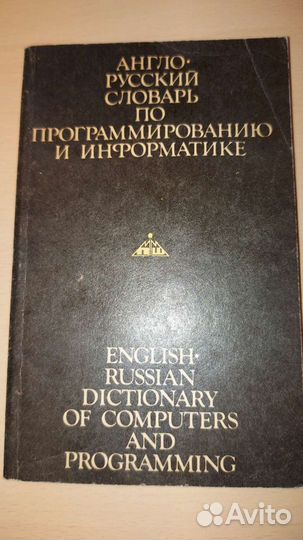 АНГЛО·
РУССКИЙ
СЛОВАРЬ
ПО
ПРОГРАММИРОВАНИЮ
И ИНФОРМАТИКЕ
ENGLISH·
RUSSIAN
DICTIONARY
OF COMPUTERS
AND
PROGRAMMING
Avito